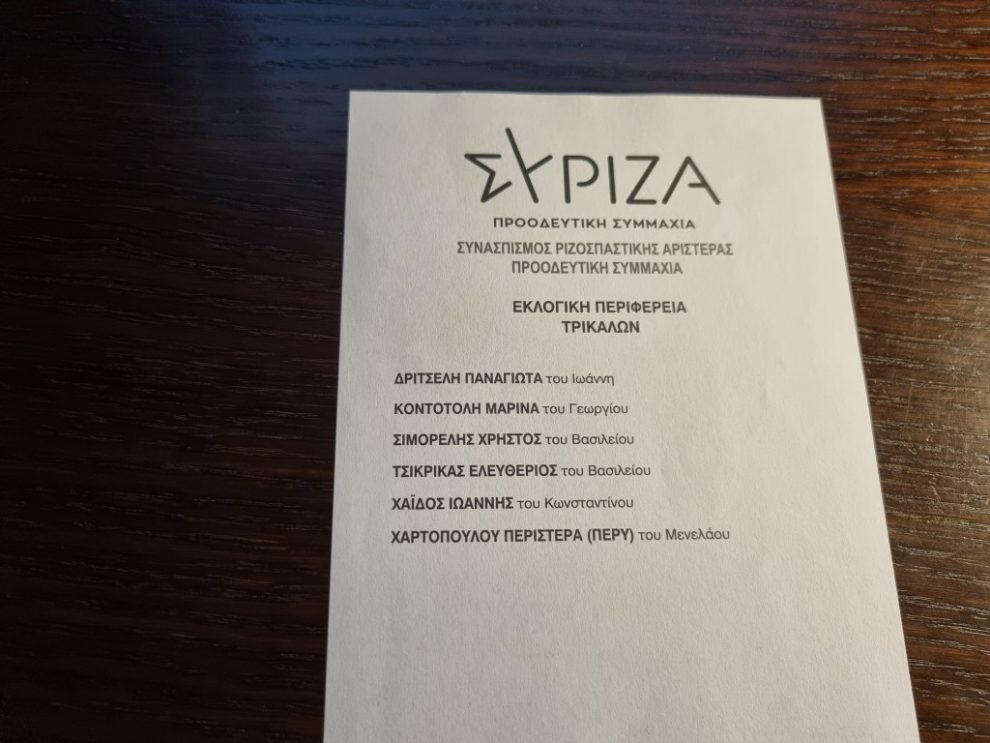 ΣΥΡΙΖΑ
ΠΡΟΟΔΕΥΤΙΚΗ ΣΥΜΜΑΧΙΑ
ΣΥΝΑΣΠΙΣΜΟΣ ΡΙΖΟΣΠΑΣΤΙΚΗΣ ΑΡΙΣΤΕΡΑΣ
ΠΡΟΟΔΕΥΤΙΚΗ ΣΥΜΜΑΧΙΑ
ΕΚΛΟΓΙΚΗ ΠΕΡΙΦΕΡΕΙΑ
ΤΡΙΚΑΛΩΝ
ΔΡΙΤΣΕΛΗ ΠΑΝΑΓΙΩΤΑ του Ιωάννη
ΚΟΝΤΟΤΟΛΗ ΜΑΡΙΝΑ του Γεωργίου
ΣΙΜΟΡΕΛΗΣ ΧΡΗΣΤΟΣ του Βασιλείου
ΤΣΙΚΡΙΚΑΣ ΕΛΕΥΘΕΡΙΟΣ του Βασιλείου
ΧΑΪΔΟΣ ΙΩΑΝΝΗΣ του Κωνσταντίνου
ΧΑΡΤΟΠΟΥΛΟΥ ΠΕΡΙΣΤΕΡΑ (ΠΕΡΥ) του Μενελάου